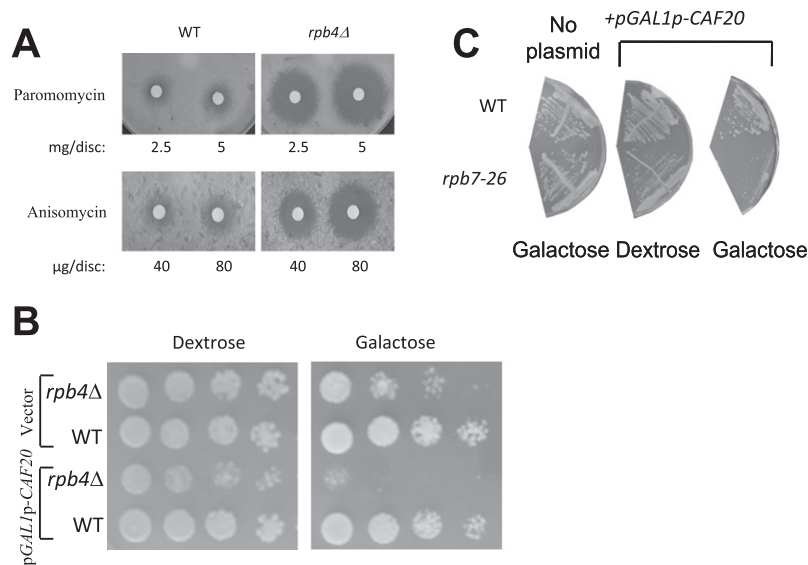 A
WT
rpb4Δ
Paromomycin
mg/disc:
2.5
5
2.5
5
Anisomycin
µg/disc:
40
80
40
80
C
No
plasmid
+pGAL1p-CAF20
WT
rpb7-26
Galactose
Dextrose
Galactose
B
Dextrose
Galactose
Vector
rpb4Δ
WT
pGAL1p-CAF20
rpb4Δ
WT